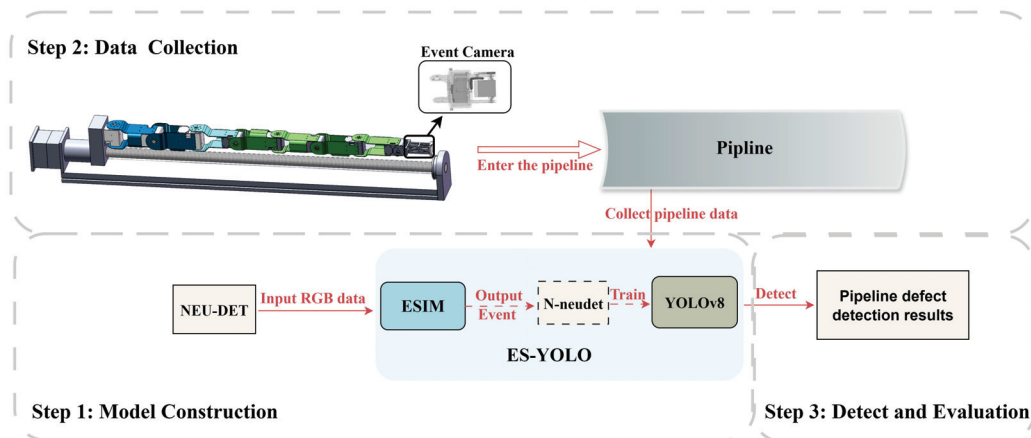 Step 2: Data Collection
Event Camera
Enter the pipeline
Pipline
Collect pipeline data
NEU-DET
Input RGB data
ESIM
Output
Event
N-neudet
Train
YOLOv8
Detect
Pipeline defect
detection results
ES-YOLO
Step 1: Model Construction
Step 3: Detect and Evaluation